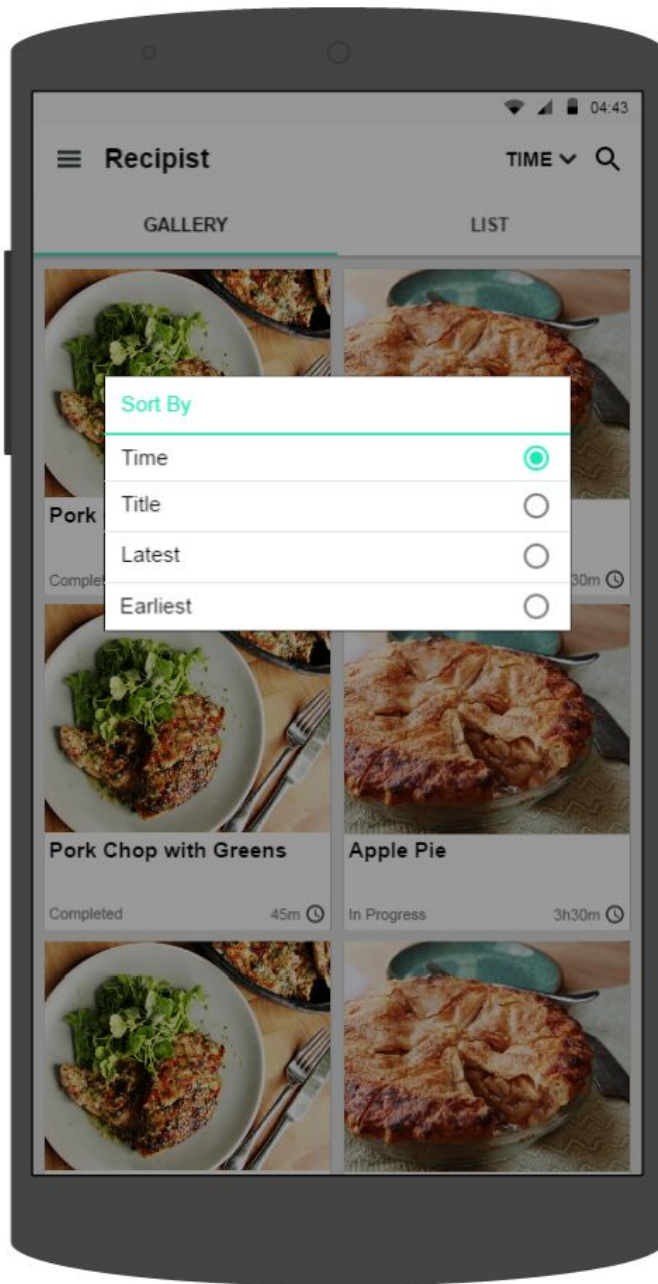 04:43
Recipist TIME
GALLERY LIST
Sort By
Time
Title
Latest
Earliest
Pork
30m
Pork Chop with Greens Apple Pie
Completed 45m In Progress 3h30m